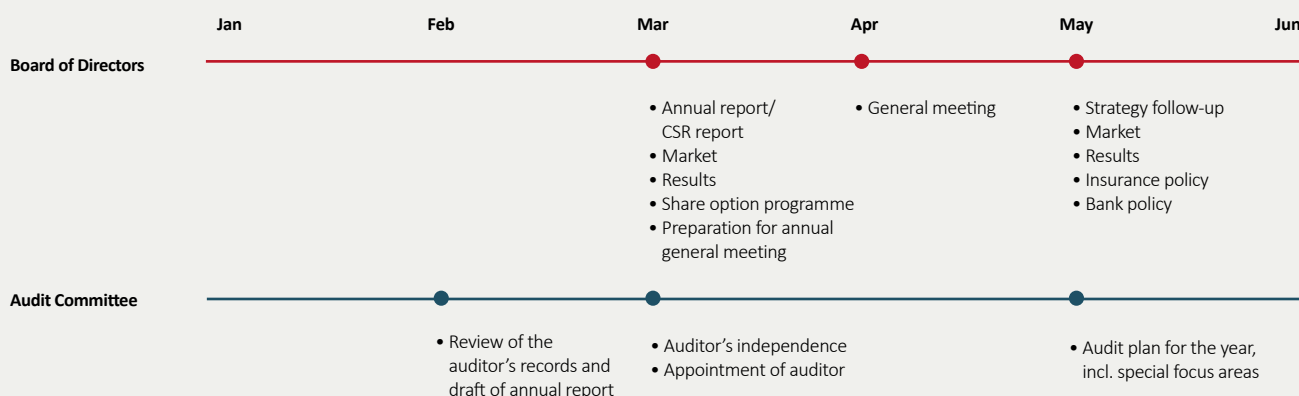 Jan Feb Mar Apr May Jun
Board of Directors
• Annual report/
CSR report
• Market
• Results
• Share option programme
• Preparation for annual
general meeting
• General meeting
• Strategy follow-up
• Market
• Results
• Insurance policy
• Bank policy
Audit Committee
• Review of the
auditor’s records and
draft of annual report
• Auditor’s independence
• Appointment of auditor
• Audit plan for the year,
incl. special focus areas